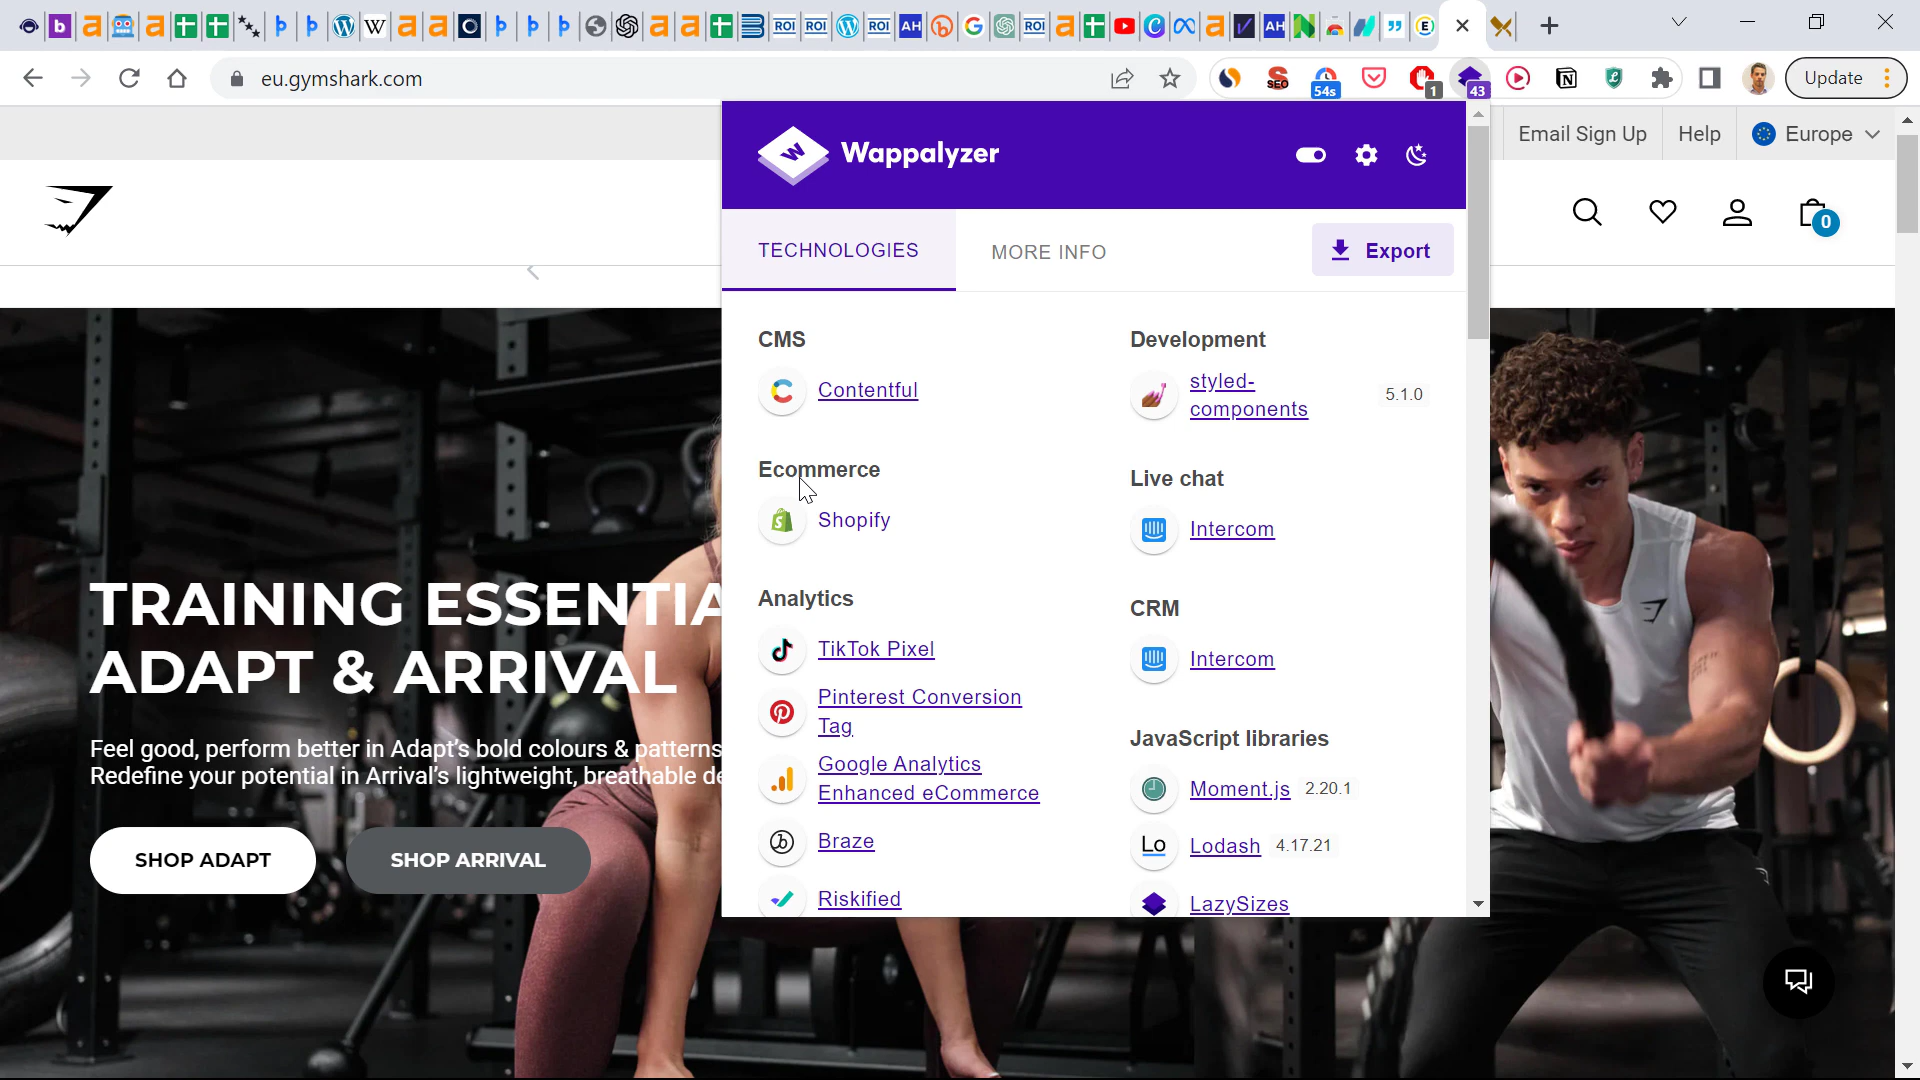 eu.gymshark.com
SEO
54s
1
43
Update
Email Sign Up
Help
Europe
0
Wappalyzer
TECHNOLOGIES
MORE INFO
Export
CMS
Contentful
Ecommerce
Shopify
Analytics
TikTok Pixel
Pinterest Conversion
Tag
Google Analytics
Enhanced eCommerce
Braze
Riskified
Development
styled-
components
5.1.0
Live chat
Intercom
CRM
Intercom
JavaScript libraries
Moment.js 2.20.1
Lo
Lodash 4.17.21
LazySizes
TRAINING ESSENTIA
ADAPT & ARRIVAL
Feel good, perform better in Adapt's bold colours & patterns
Redefine your potential in Arrival's lightweight, breathable de
SHOP ADAPT
SHOP ARRIVAL